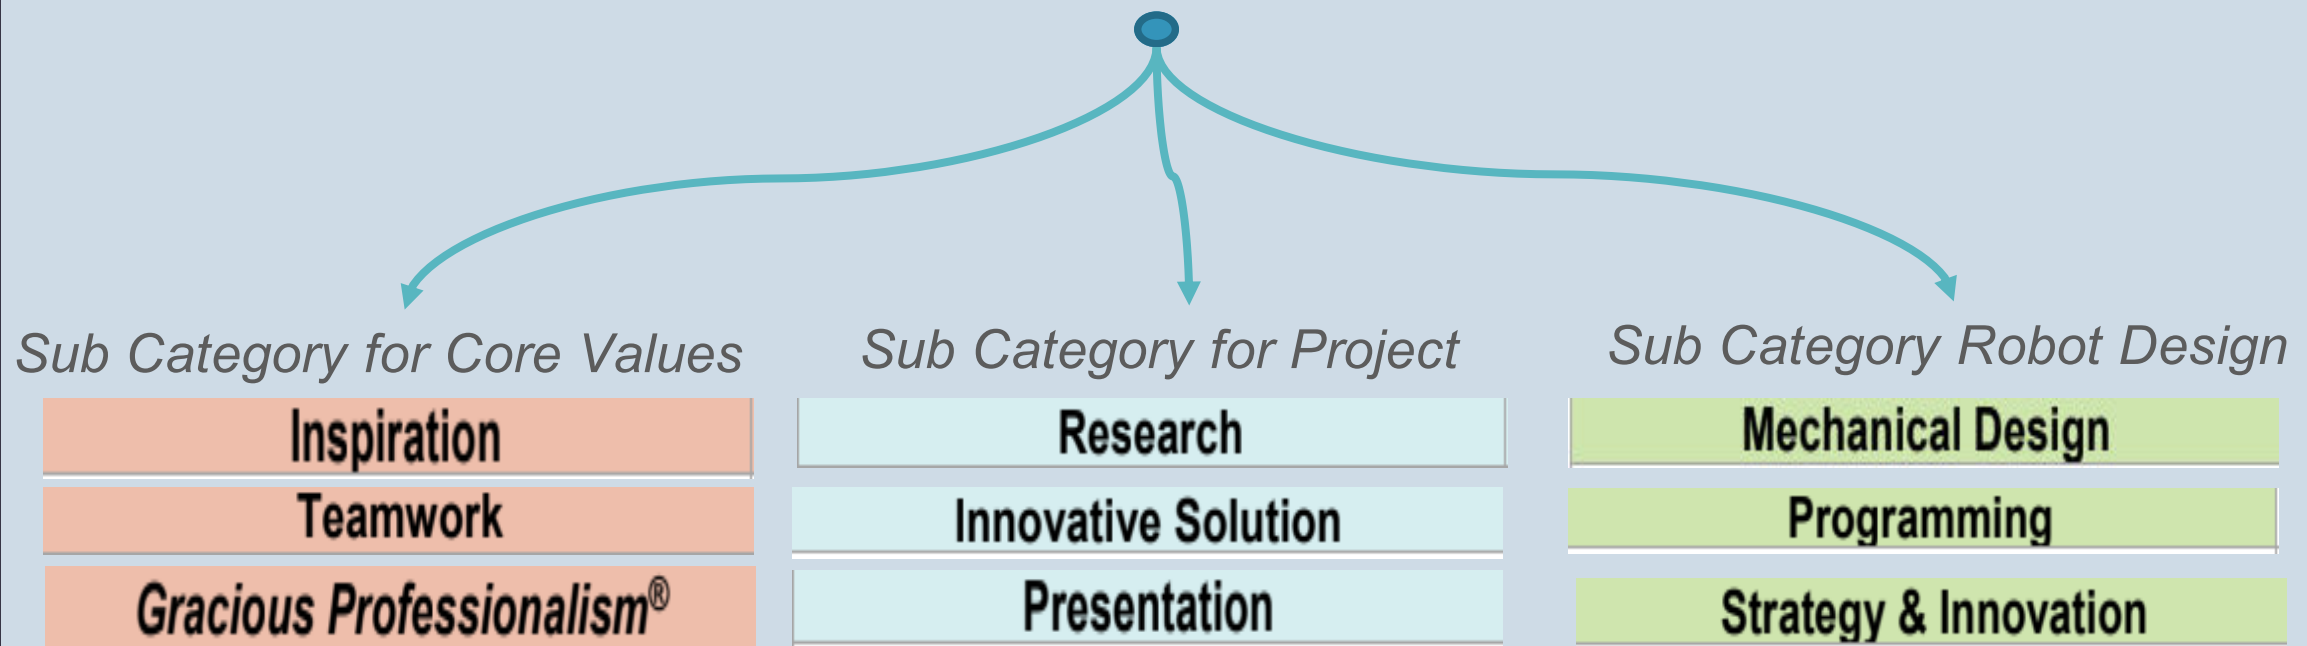 Sub Category for Core Values
Inspiration
Teamwork
Gracious Professionalism®
Sub Category for Project
Research
Innovative Solution
Presentation
Sub Category Robot Design
Mechanical Design
Programming
Strategy & Innovation